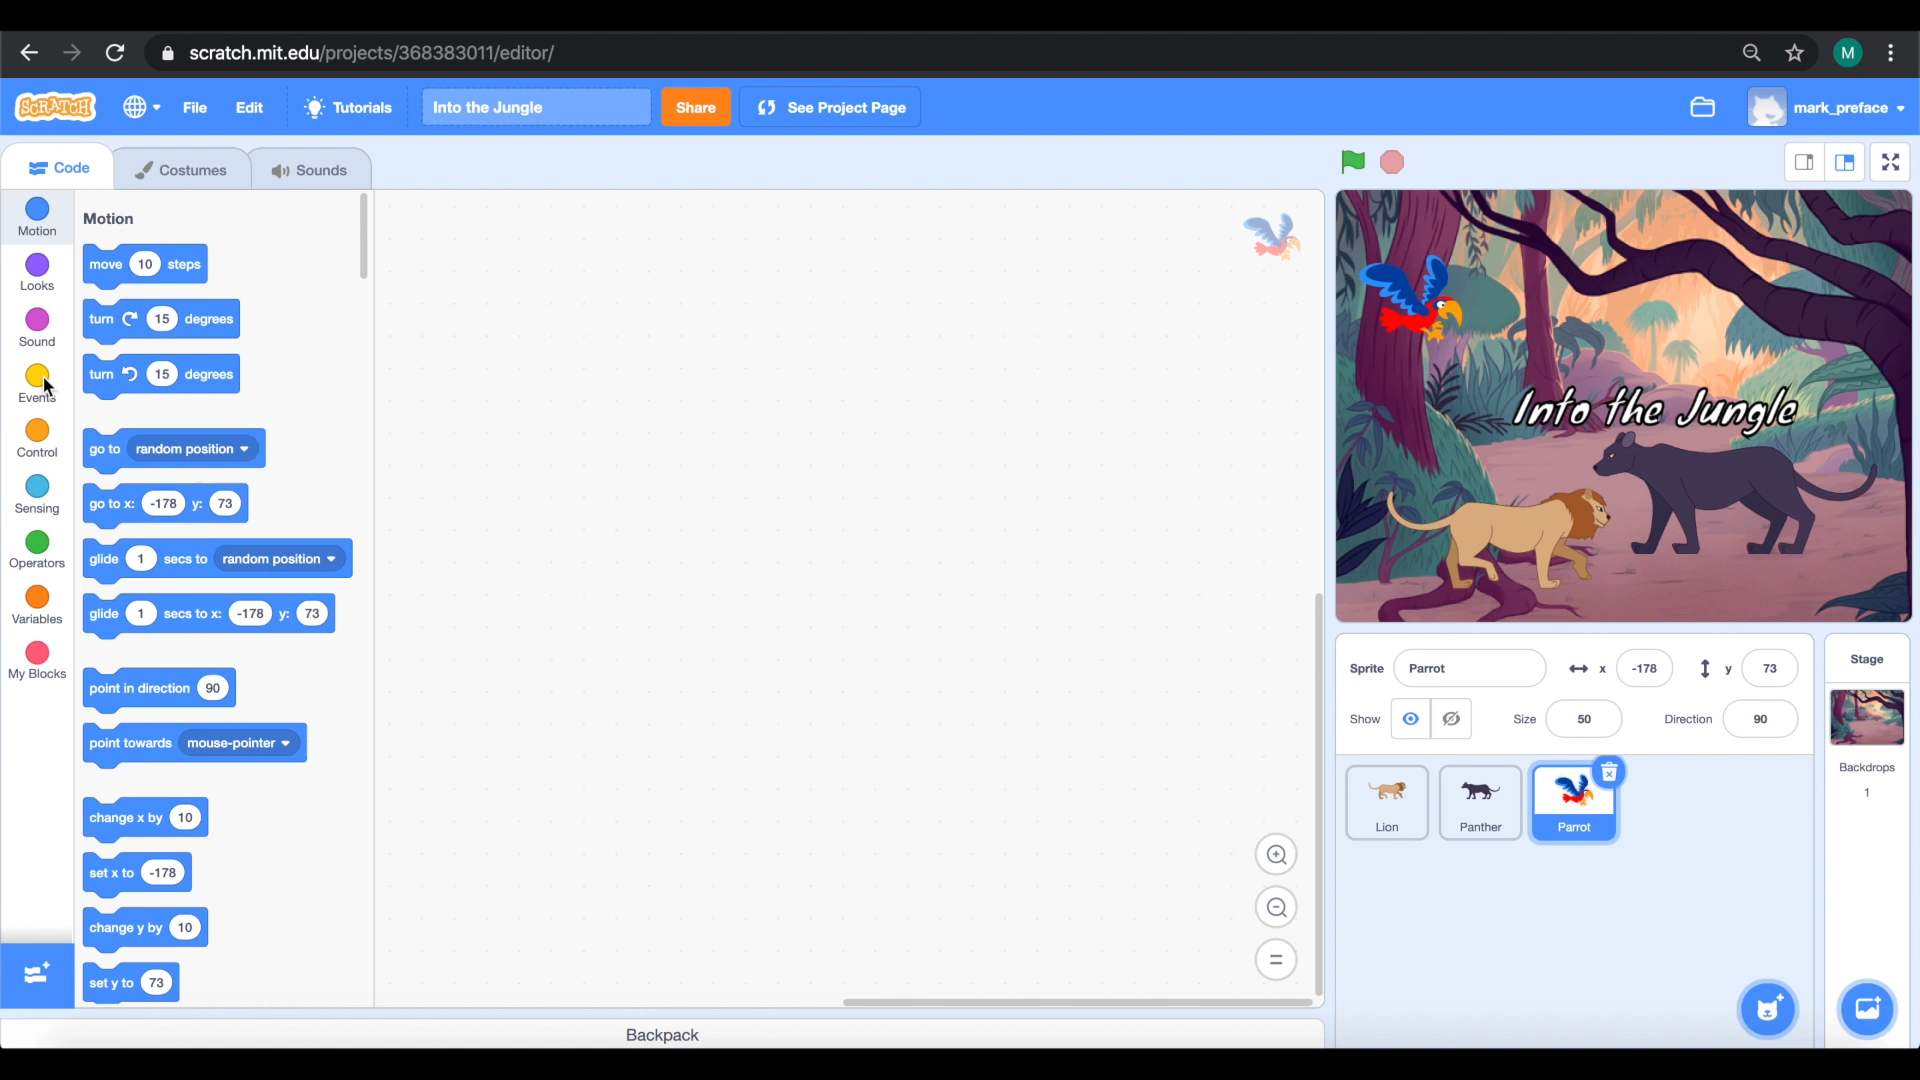 scratch.mit.edu/projects/368383011/editor/
M
SCRATCH
File
Edit
Tutorials
Into the Jungle
Share
See Project Page
mark_preface
Code
Costumes
Sounds
Motion
Looks
Sound
Events
Control
Sensing
Operators
Variables
My Blocks
Motion
move 10 steps
turn 15 degrees
turn 15 degrees
go to random position
go to x: -178 y: 73
glide 1 secs to random position
glide 1 secs to x: -178 y: 73
point in direction 90
point towards mouse-pointer
change x by 10
set x to -178
change y by 10
set y to 73
Backpack
Into the Jungle
Sprite Parrot x -178 y 73
Show Size 50 Direction 90
Lion
Panther
Parrot
Stage
Backdrops
1